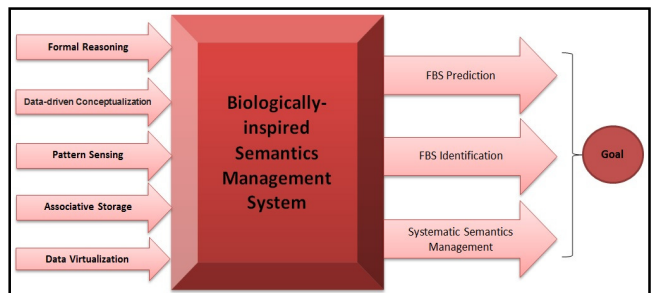 Formal Reasoning
Data-driven Conceptualization
Pattern Sensing
Associative Storage
Data Virtualization
Biologically-
inspired
Semantics
Management
System
FBS Prediction
FBS Identification
Systematic Semantics
Management
Goal